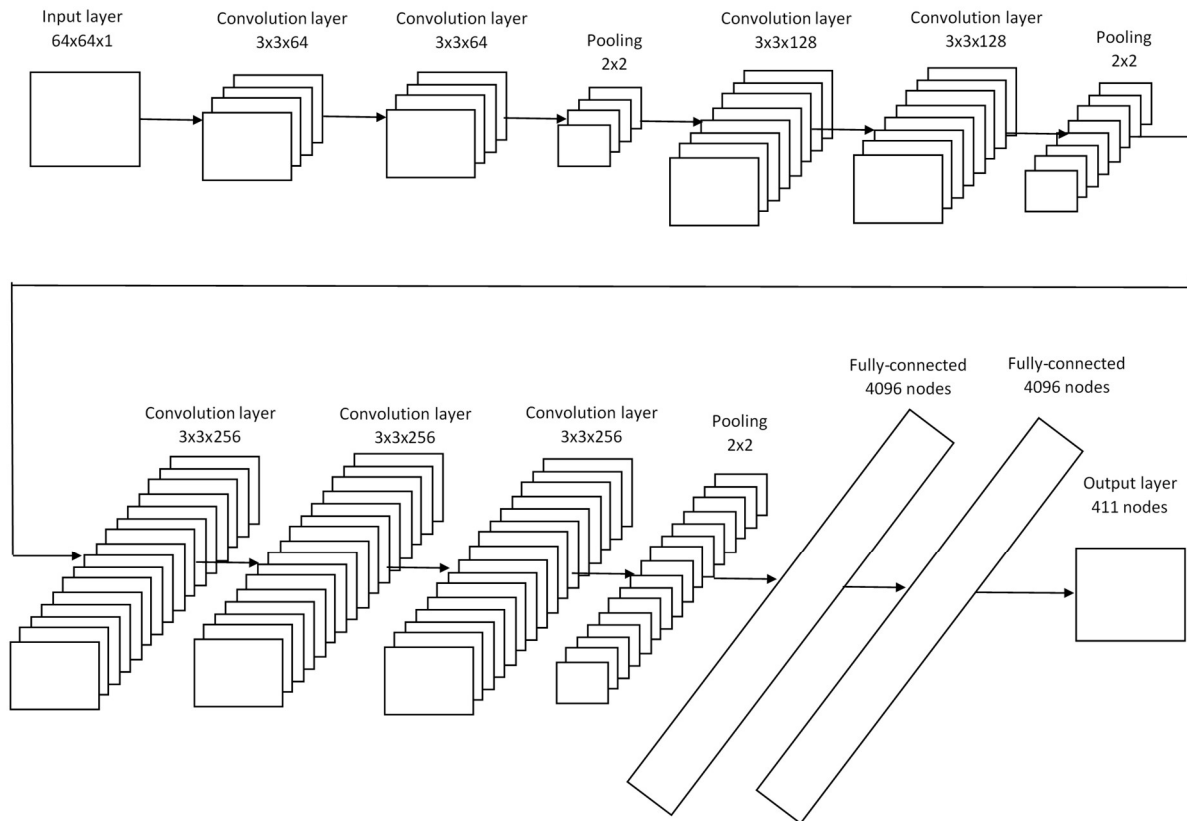 Input layer
64x64x1
Convolution layer
3x3x64
Convolution layer
3x3x64
Pooling
2x2
Convolution layer
3x3x128
Convolution layer
3x3x128
Pooling
2x2
Convolution layer
3x3x256
Convolution layer
3x3x256
Convolution layer
3x3x256
Pooling
2x2
Fully-connected
4096 nodes
Fully-connected
4096 nodes
Output layer
411 nodes